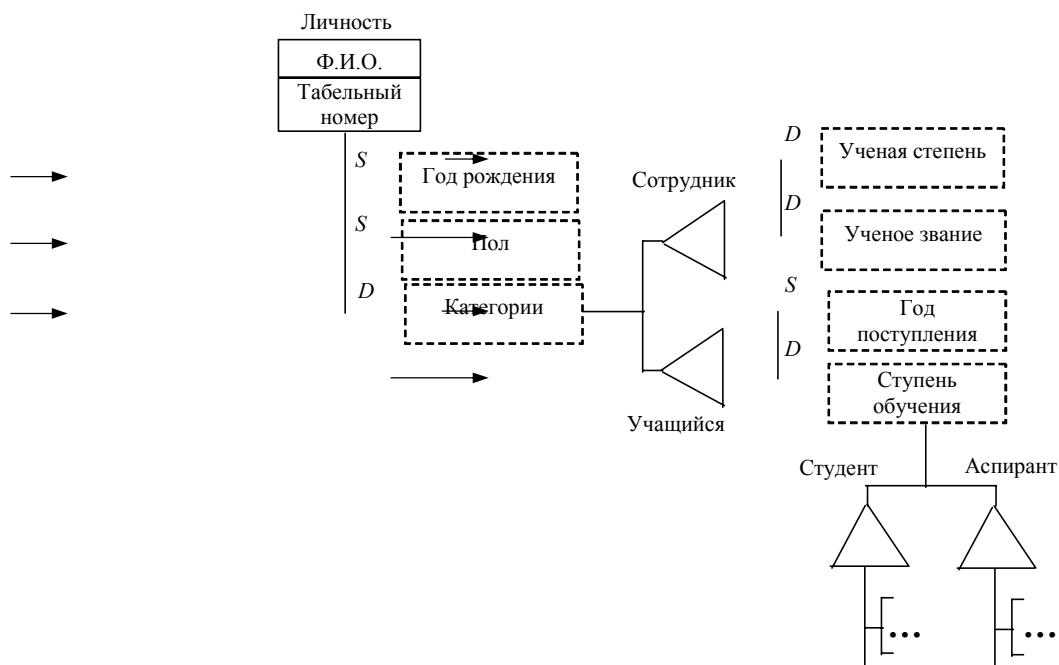 Личность
Ф.И.О.
Табельный
номер
S
Год рождения
S
Пол
D
Категории
Сотрудник
Учащийся
D
Ученая степень
D
Ученое звание
S
Год
поступления
D
Ступень
обучения
Студент
Аспирант
...
...